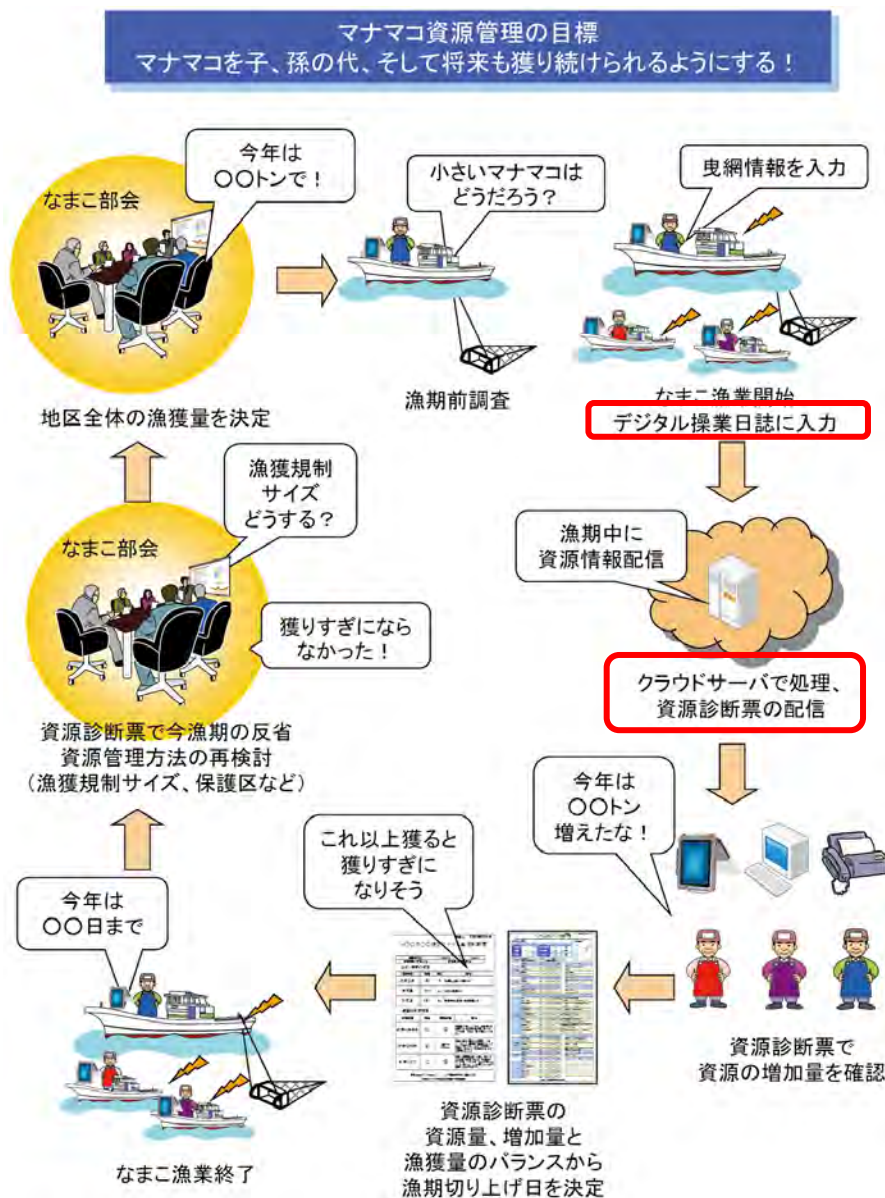 マナマコ資源管理の目標
マナマコを子、孫の代、そして将来も獲り続けられるようにする！
なまこ部会
今年は
〇〇トンで！
地区全体の漁獲量を決定
小さいマナマコは
どうだろう？
漁期前調査
曳網情報を入力
なまこ漁業開始
デジタル操業日誌に入力
漁期中に
資源情報配信
クラウドサーバで処理、
資源診断票の配信
今年は
〇〇トン
増えたな！
資源診断票で
資源の増加量を確認
これ以上獲ると
獲りすぎに
なりそう
資源診断票の
資源量、増加量と
漁獲量のバランスから
漁期切り上げ日を決定
今年は
〇〇日まで
なまこ漁業終了
なまこ部会
漁獲規制
サイズ
どうする？
獲りすぎになら
なかった！
資源診断票で今漁期の反省
資源管理方法の再検討
（漁獲規制サイズ、保護区など）